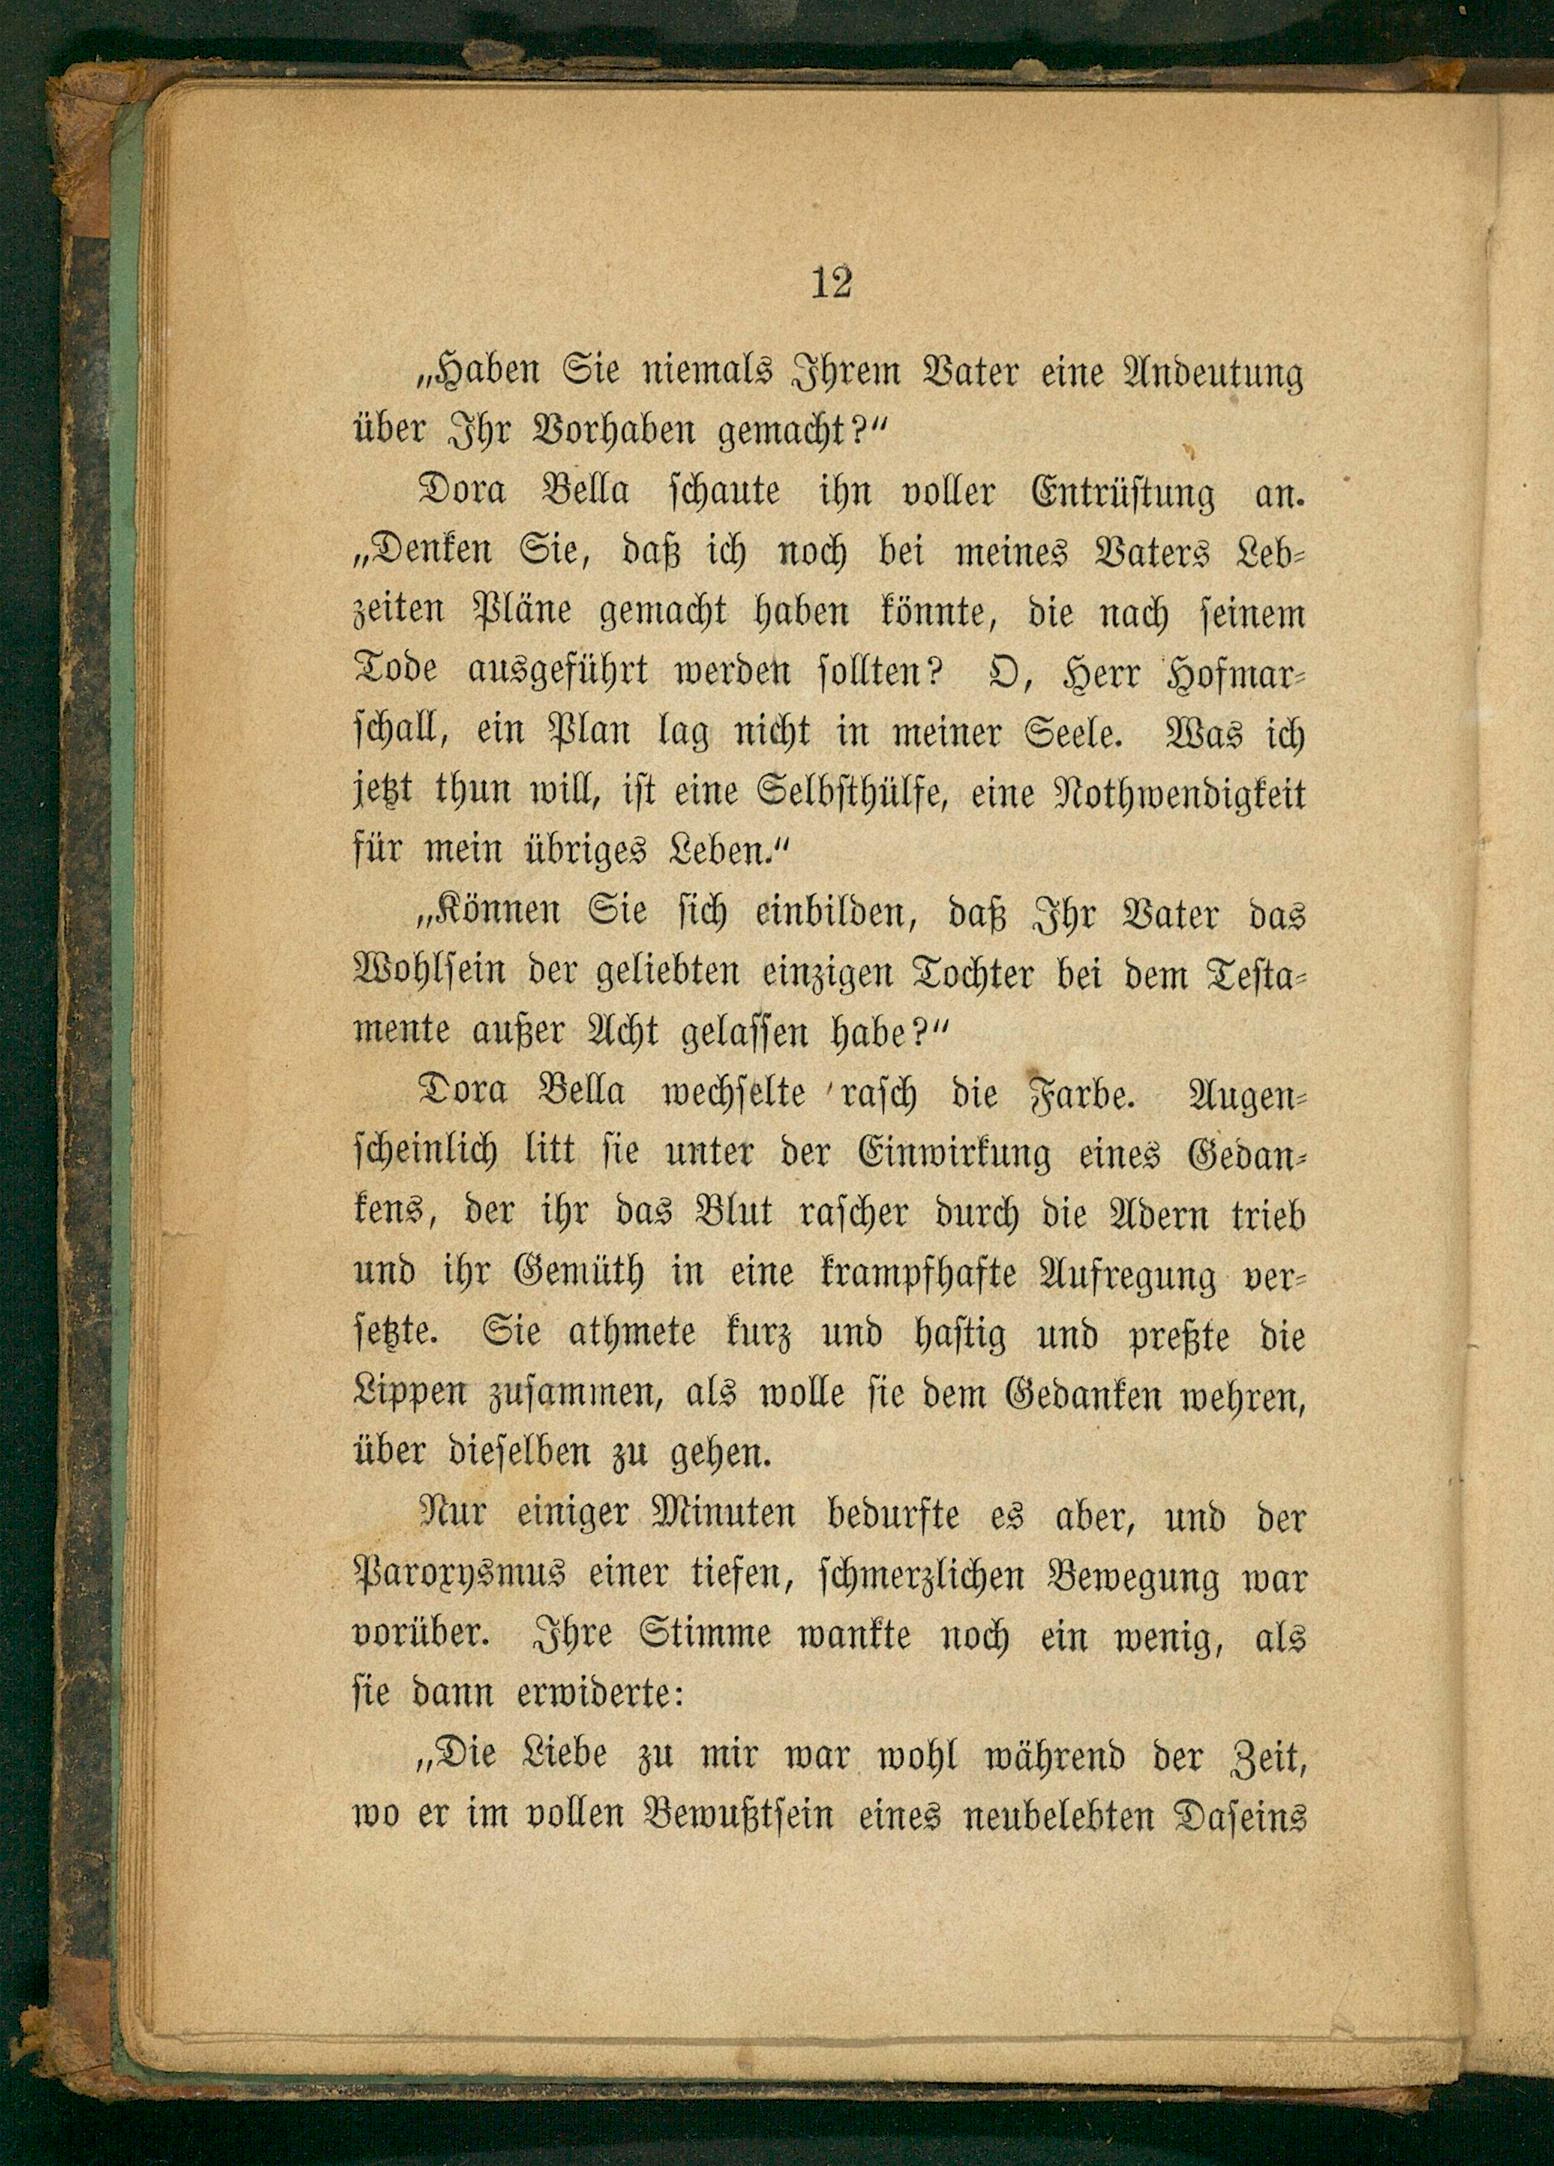 12
„Haben Sie niemals Ihrem Vater eine Andeutung
über Ihr Vorhaben gemacht?“
Dora Bella schaute ihn voller Entrüstung an.
„Denken Sie, daß ich noch bei meines Vaters Leb-
zeiten Pläne gemacht haben könnte, die nach seinem
Tode ausgeführt werden sollten? O, Herr Hofmar-
schall, ein Plan lag nicht in meiner Seele. Was ich
jetzt thun will, ist eine Selbsthülfe, eine Nothwendigkeit
für mein übriges Leben.“
„Können Sie sich einbilden, daß Ihr Vater das
Wohlsein der geliebten einzigen Tochter bei dem Testa-
mente außer Acht gelassen habe?“
Dora Bella wechselte rasch die Farbe. Augen-
scheinlich litt sie unter der Einwirkung eines Gedan-
kens, der ihr das Blut rascher durch die Adern trieb
und ihr Gemüth in eine krampfhafte Aufregung ver-
setzte. Sie athmete kurz und hastig und preßte die
Lippen zusammen, als wolle sie dem Gedanken wehren,
über dieselben zu gehen.
Nur einiger Minuten bedurfte es aber, und der
Paroxysmus einer tiefen, schmerzlichen Bewegung war
vorüber. Ihre Stimme wankte noch ein wenig, als
sie dann erwiderte:
„Die Liebe zu mir war wohl während der Zeit,
wo er im vollen Bewußtsein eines neubelebten Daseins